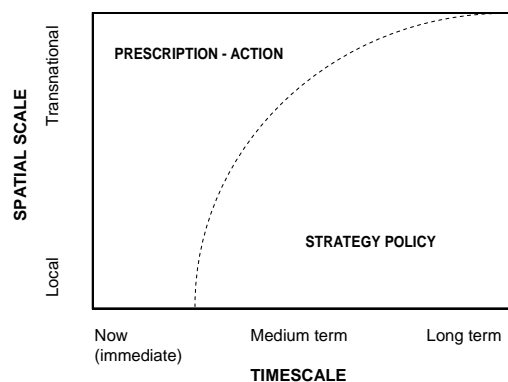 PRESCRIPTION - ACTION
STRATEGY POLICY
SPATIAL SCALE
Transnational
Local
Now
(immediate)
Medium term
Long term
TIMESCALE